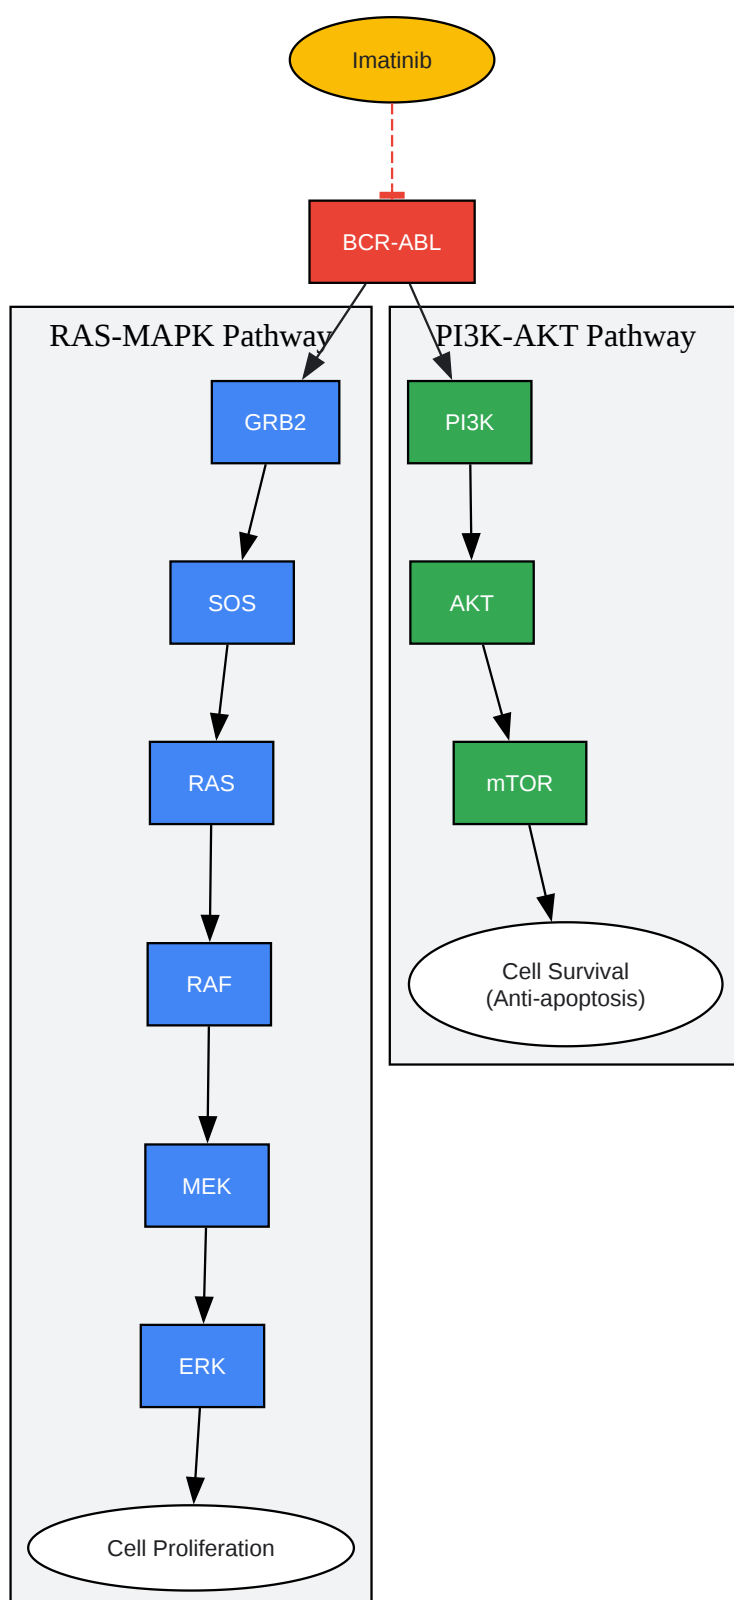 Imatinib
BCR-ABL
RAS-MAPK Pathway
GRB2
SOS
RAS
RAF
MEK
ERK
Cell Proliferation
PI3K-AKT Pathway
PI3K
AKT
mTOR
Cell Survival
(Anti-apoptosis)